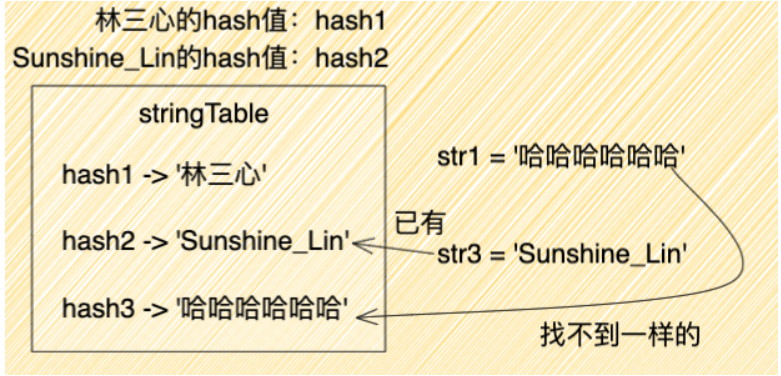 林三心的hash值：hash1
Sunshine_Lin的hash值：hash2
stringTable
hash1 -> '林三心'
str1 = '哈哈哈哈哈哈'
已有
hash2 -> 'Sunshine_Lin'
str3 = 'Sunshine_Lin'
hash3 -> '哈哈哈哈哈哈'
找不到一样的